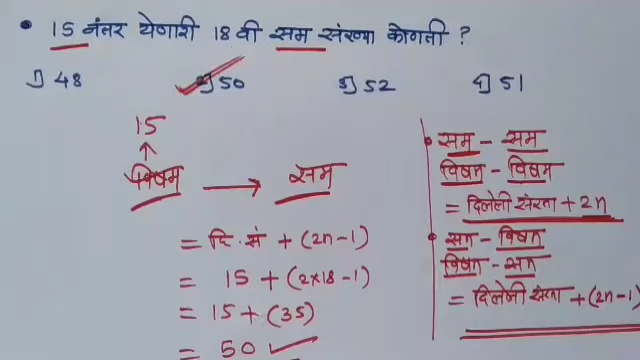 • 15 नंतर येणारी 18 वी सम संख्या कोणती ?
1) 48 2) 50 3) 52 4) 51
15
↑
विषम → सम
= दि. सं + (2n-1)
= 15 + (2×18-1)
= 15 + (35)
= 50
• सम - सम
विषम - विषम
= दिलेली संख्या + 2n
• सम - विषम
विषम - सम
= दिलेली संख्या + (2n-1)